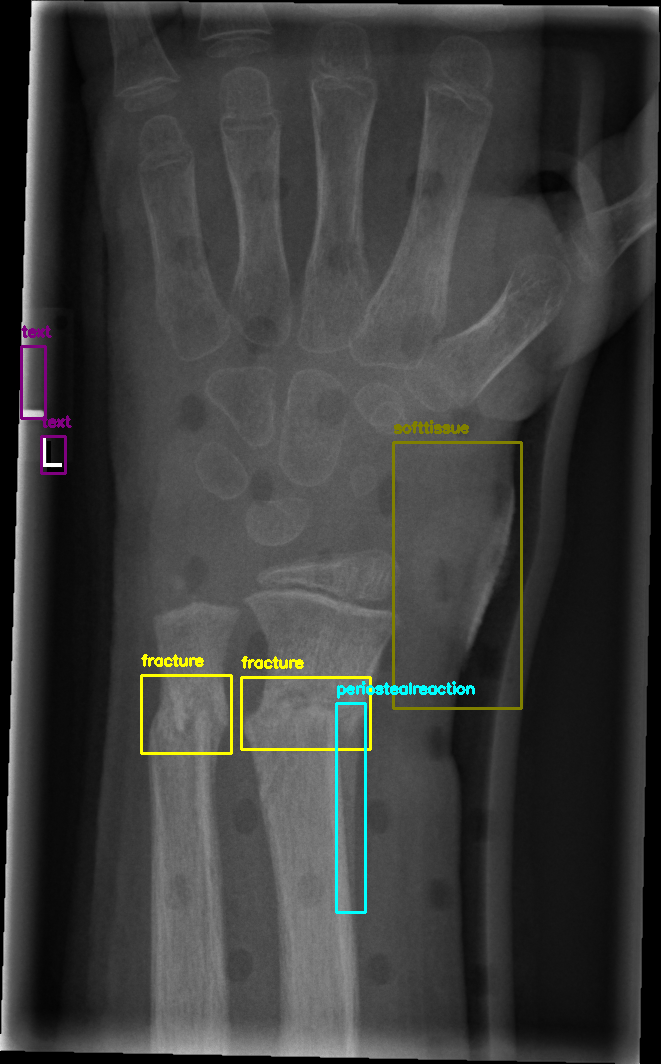 text
text
softtissue
fracture
fracture
periostealreaction
L